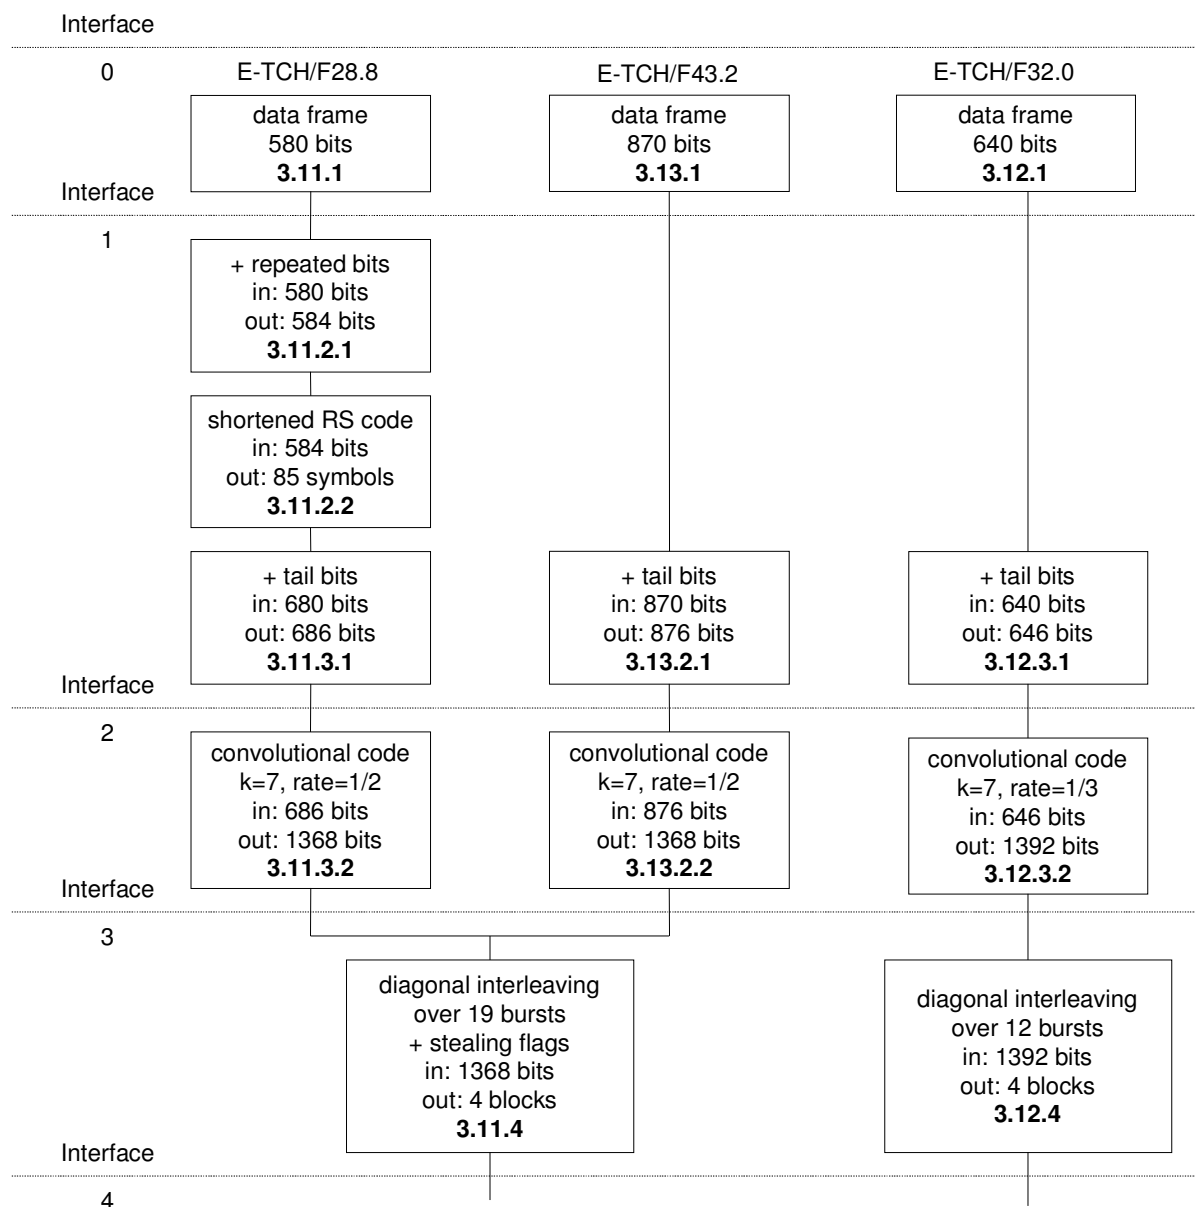 Interface
0
E-TCH/F28.8
E-TCH/F43.2
E-TCH/F32.0
data frame
580 bits
3.11.1
data frame
870 bits
3.13.1
data frame
640 bits
3.12.1
Interface
1
+ repeated bits
in: 580 bits
out: 584 bits
3.11.2.1
shortened RS code
in: 584 bits
out: 85 symbols
3.11.2.2
+ tail bits
in: 680 bits
out: 686 bits
3.11.3.1
+ tail bits
in: 870 bits
out: 876 bits
3.13.2.1
+ tail bits
in: 640 bits
out: 646 bits
3.12.3.1
Interface
2
convolutional code
k=7, rate=1/2
in: 686 bits
out: 1368 bits
3.11.3.2
convolutional code
k=7, rate=1/2
in: 876 bits
out: 1368 bits
3.13.2.2
convolutional code
k=7, rate=1/3
in: 646 bits
out: 1392 bits
3.12.3.2
Interface
3
diagonal interleaving
over 19 bursts
+ stealing flags
in: 1368 bits
out: 4 blocks
3.11.4
diagonal interleaving
over 12 bursts
in: 1392 bits
out: 4 blocks
3.12.4
Interface
4